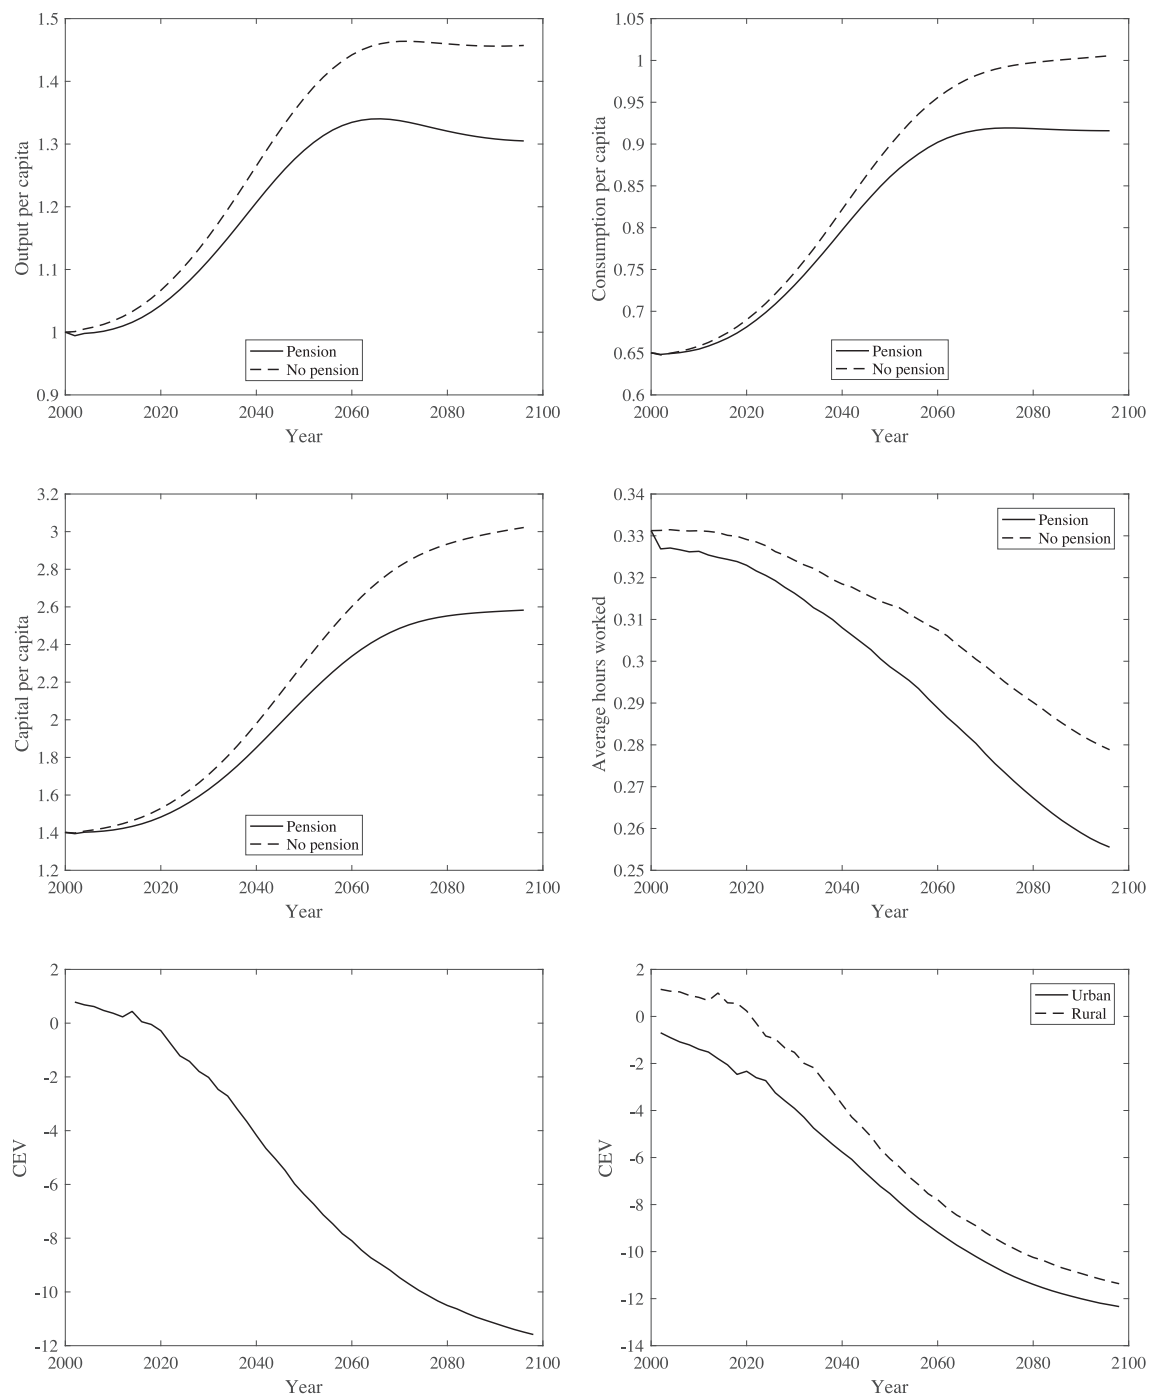 1.5
1.4
1.3
1.2
1.1
1
0.9
Output per capita
Pension
No pension
2000 2020 2040 2060 2080 2100
Year
1.05
1
0.95
0.9
0.85
0.8
0.75
0.7
0.65
0.6
Consumption per capita
Pension
No pension
2000 2020 2040 2060 2080 2100
Year
3.2
3
2.8
2.6
2.4
2.2
2
1.8
1.6
1.4
1.2
Capital per capita
Pension
No pension
2000 2020 2040 2060 2080 2100
Year
0.34
0.33
0.32
0.31
0.3
0.29
0.28
0.27
0.26
0.25
Average hours worked
Pension
No pension
2000 2020 2040 2060 2080 2100
Year
2
0
-2
-4
-6
-8
-10
-12
CEV
2000 2020 2040 2060 2080 2100
Year
2
0
-2
-4
-6
-8
-10
-12
-14
CEV
Urban
Rural
2000 2020 2040 2060 2080 2100
Year